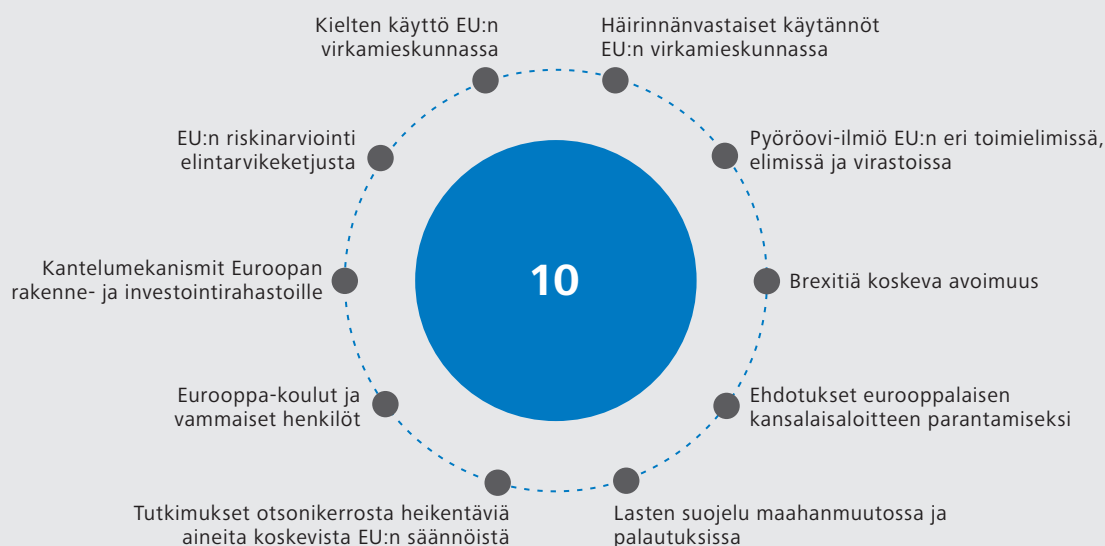 Kielten käyttö EU:n
virkamieskunnassa
Häirinnänvastaiset käytännöt
EU:n virkamieskunnassa
EU:n riskinarviointi
elintarvikeketjusta
Pyöröovi-ilmiö EU:n eri toimielimissä,
elimissä ja virastoissa
Kantelumekanismit Euroopan
rakenne- ja investointirahastoille
10
Brexitiä koskeva avoimuus
Eurooppa-koulut ja
vammaiset henkilöt
Ehdotukset eurooppalaisen
kansalaisaloitteen parantamiseksi
Tutkimukset otsonikerrosta heikentäviä
aineita koskevista EU:n säännöistä
Lasten suojelu maahanmuutossa ja
palautuksissa